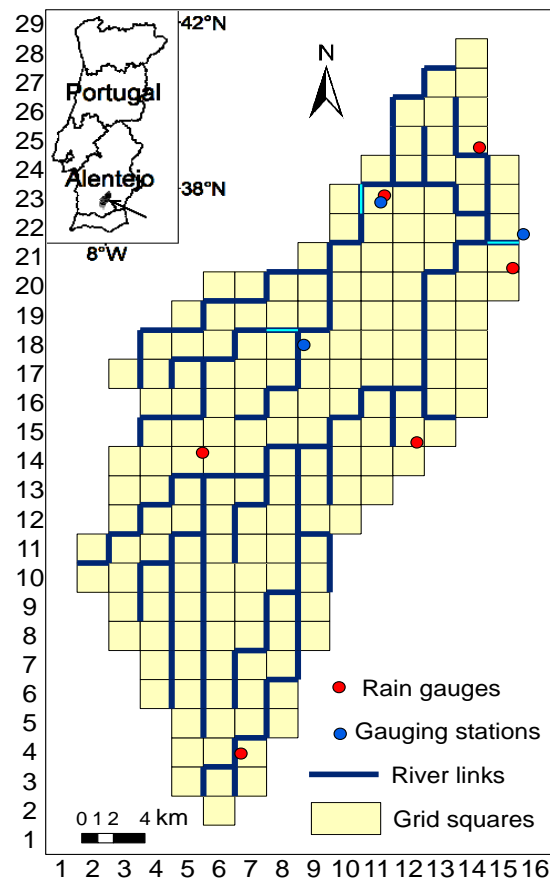 29
28
27
26
25
24
23
22
21
20
19
18
17
16
15
14
13
12
11
10
9
8
7
6
5
4
3
2
1
42°N
Portugal
Alentejo
38°N
8°W
N
Rain gauges
Gauging stations
River links
Grid squares
0 1 2 4 km
1 2 3 4 5 6 7 8 9 10 11 12 13 14 15 16